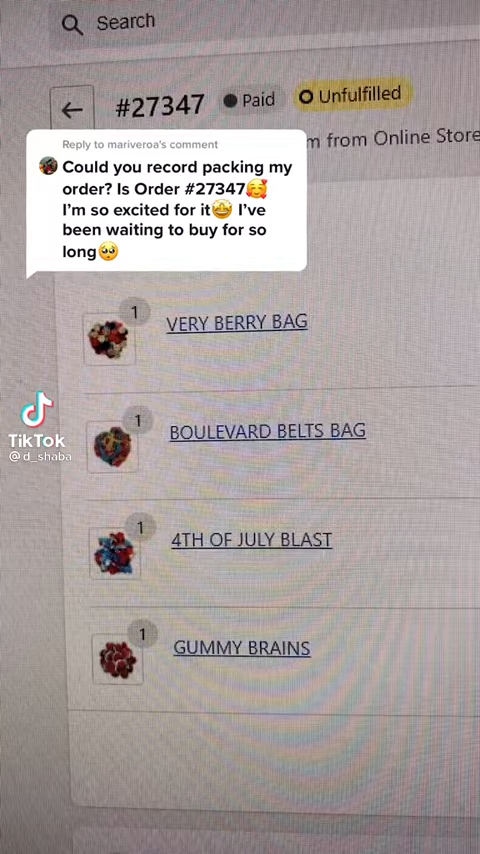 Search
#27347 Paid Unfulfilled
m from Online Store
Reply to mariveroa's comment
Could you record packing my
order? Is Order #27347🥰
I'm so excited for it🤩 I've
been waiting to buy for so
long🥺
1
VERY BERRY BAG
1
BOULEVARD BELTS BAG
1
4TH OF JULY BLAST
1
GUMMY BRAINS
TikTok
@d_shaba